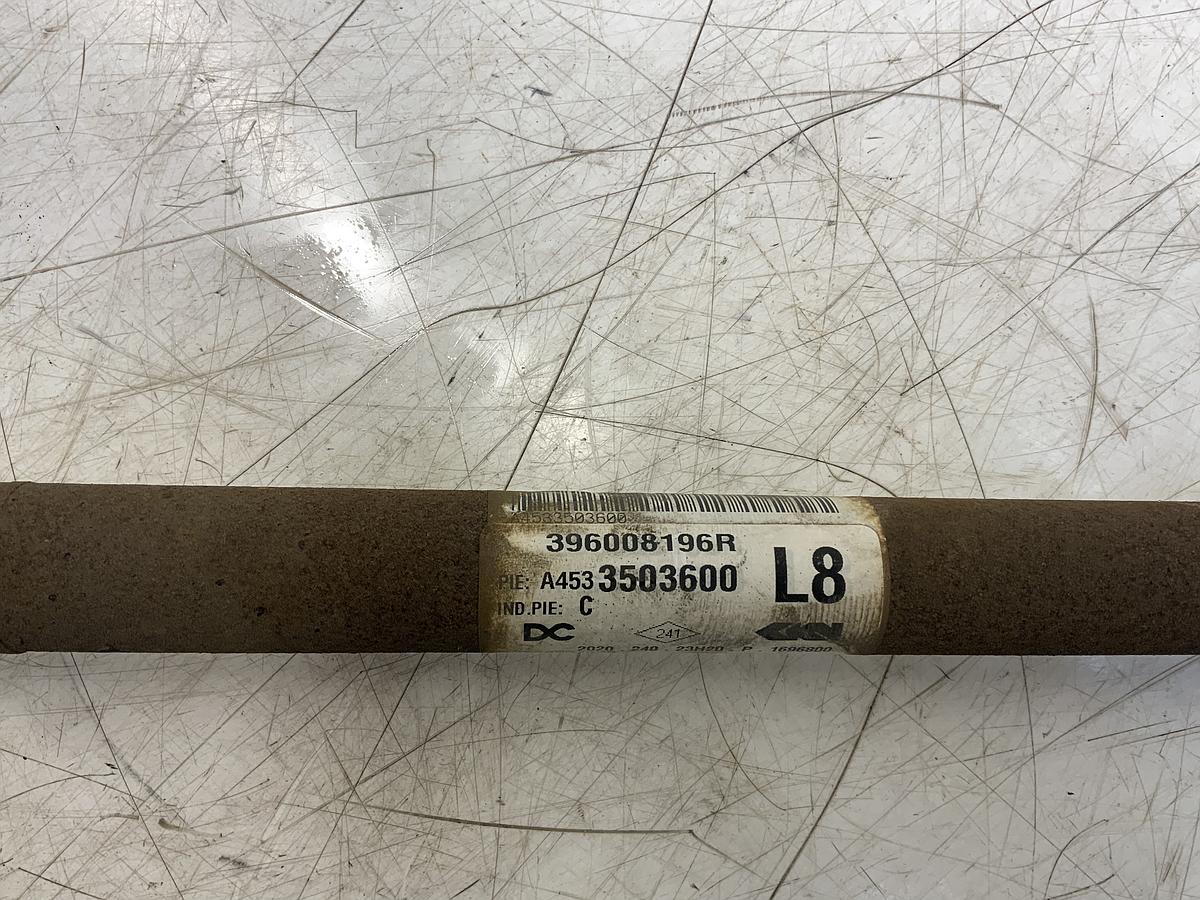 A4533503600
396008196R
PIE: A453 3503600 L8
IND.PIE: C
DC 241 GKN
2020 - 240 - 23H20 - P 1696800